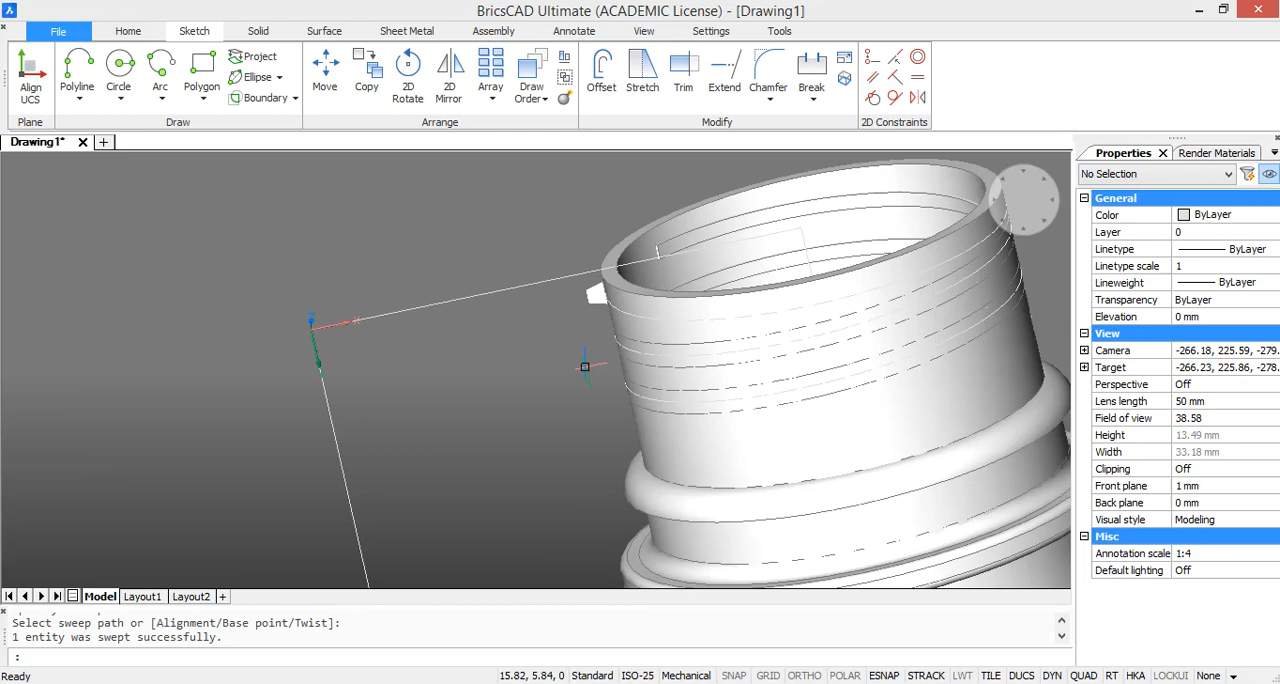 BricsCAD Ultimate (ACADEMIC License) - [Drawing1]
File Home Sketch Solid Surface Sheet Metal Assembly Annotate View Settings Tools
Align UCS
Polyline
Circle
Arc
Polygon
Project
Ellipse
Boundary
Move
Copy
2D Rotate
2D Mirror
Array
Draw Order
Offset
Stretch
Trim
Extend
Chamfer
Break
Plane Draw Arrange Modify 2D Constraints
Drawing1*
Properties Render Materials
No Selection
General
Color ByLayer
Layer 0
Linetype ByLayer
Linetype scale 1
Lineweight ByLayer
Transparency ByLayer
Elevation 0 mm
View
Camera -266.18, 225.59, -279.
Target -266.23, 225.86, -278.
Perspective Off
Lens length 50 mm
Field of view 38.58
Height 13.49 mm
Width 33.18 mm
Clipping Off
Front plane 1 mm
Back plane 0 mm
Visual style Modeling
Misc
Annotation scale 1:4
Default lighting Off
Z
X
Model Layout1 Layout2 +
Select sweep path or [Alignment/Base point/Twist]:
1 entity was swept successfully.
:
Ready 15.82, 5.84, 0 Standard ISO-25 Mechanical SNAP GRID ORTHO POLAR ESNAP STRACK LWT TILE DUCS DYN QUAD RT HKA LOCKUI None